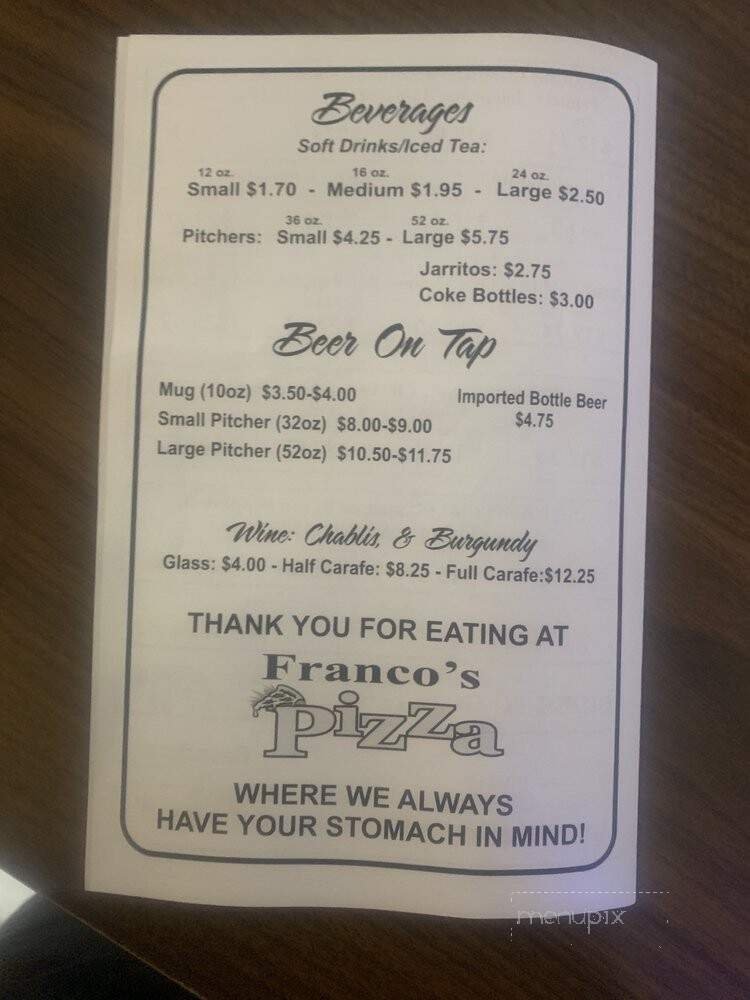 Beverages
Soft Drinks/Iced Tea:
12 oz. 16 oz. 24 oz.
Small $1.70 - Medium $1.95 - Large $2.50
36 oz. 52 oz.
Pitchers: Small $4.25 - Large $5.75
Jarritos: $2.75
Coke Bottles: $3.00
Beer On Tap
Mug (10oz) $3.50-$4.00
Small Pitcher (32oz) $8.00-$9.00
Large Pitcher (52oz) $10.50-$11.75
Imported Bottle Beer
$4.75
Wine: Chablis, & Burgundy
Glass: $4.00 - Half Carafe: $8.25 - Full Carafe:$12.25
THANK YOU FOR EATING AT
Franco's
Pizza
WHERE WE ALWAYS
HAVE YOUR STOMACH IN MIND!
menupix